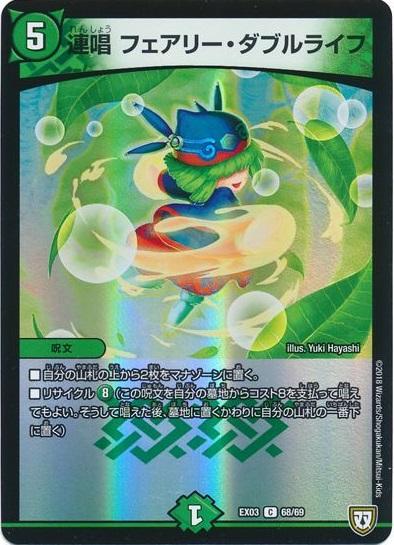 5
れんしょう
連唱 フェアリー・ダブルライフ
呪文
illus. Yuki Hayashi
■自分の山札の上から2枚をマナゾーンに置く。
■リサイクル 8 (この呪文を自分の墓地からコスト8を支払って唱
えてもよい。そうして唱えた後、墓地に置くかわりに自分の山札の一番
下に置く)
©2018 Wizards/Shogakukan/Mitsui-Kids
1
EX03 C 68/69